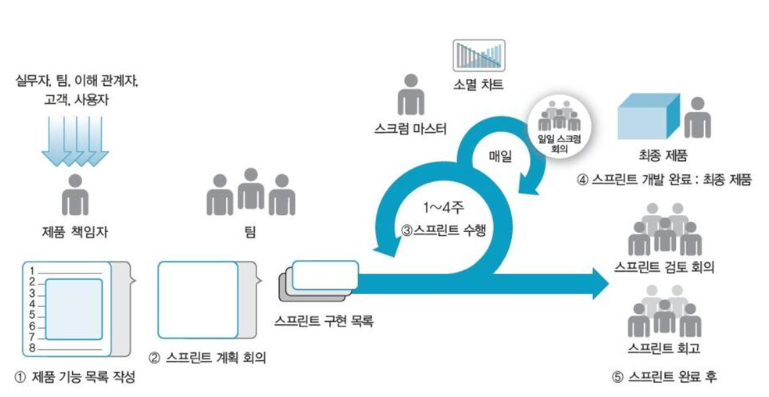 실무자, 팀, 이해 관계자,
고객, 사용자
제품 책임자
팀
1
2
3
4
5
6
7
8
① 제품 기능 목록 작성
② 스프린트 계획 회의
스프린트 구현 목록
스크럼 마스터
소멸 차트
매일
일일 스크럼
회의
1~4주
③스프린트 수행
최종 제품
④ 스프린트 개발 완료 : 최종 제품
스프린트 검토 회의
스프린트 회고
⑤ 스프린트 완료 후